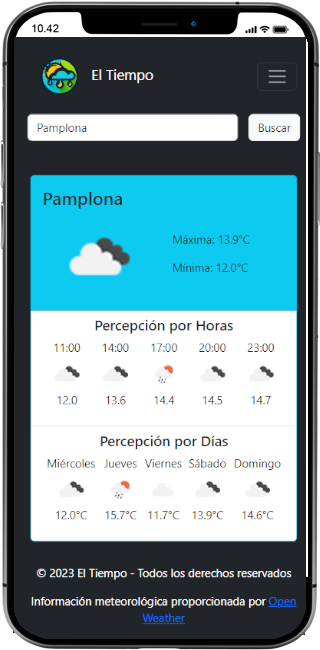 10.42
El Tiempo
Pamplona
Buscar
Pamplona
Máxima: 13.9°C
Mínima: 12.0°C
Percepción por Horas
11:00 14:00 17:00 20:00 23:00
12.0 13.6 14.4 14.5 14.7
Percepción por Días
Miércoles Jueves Viernes Sábado Domingo
12.0°C 15.7°C 11.7°C 13.9°C 14.6°C
© 2023 El Tiempo - Todos los derechos reservados
Información meteorológica proporcionada por Open
Weather